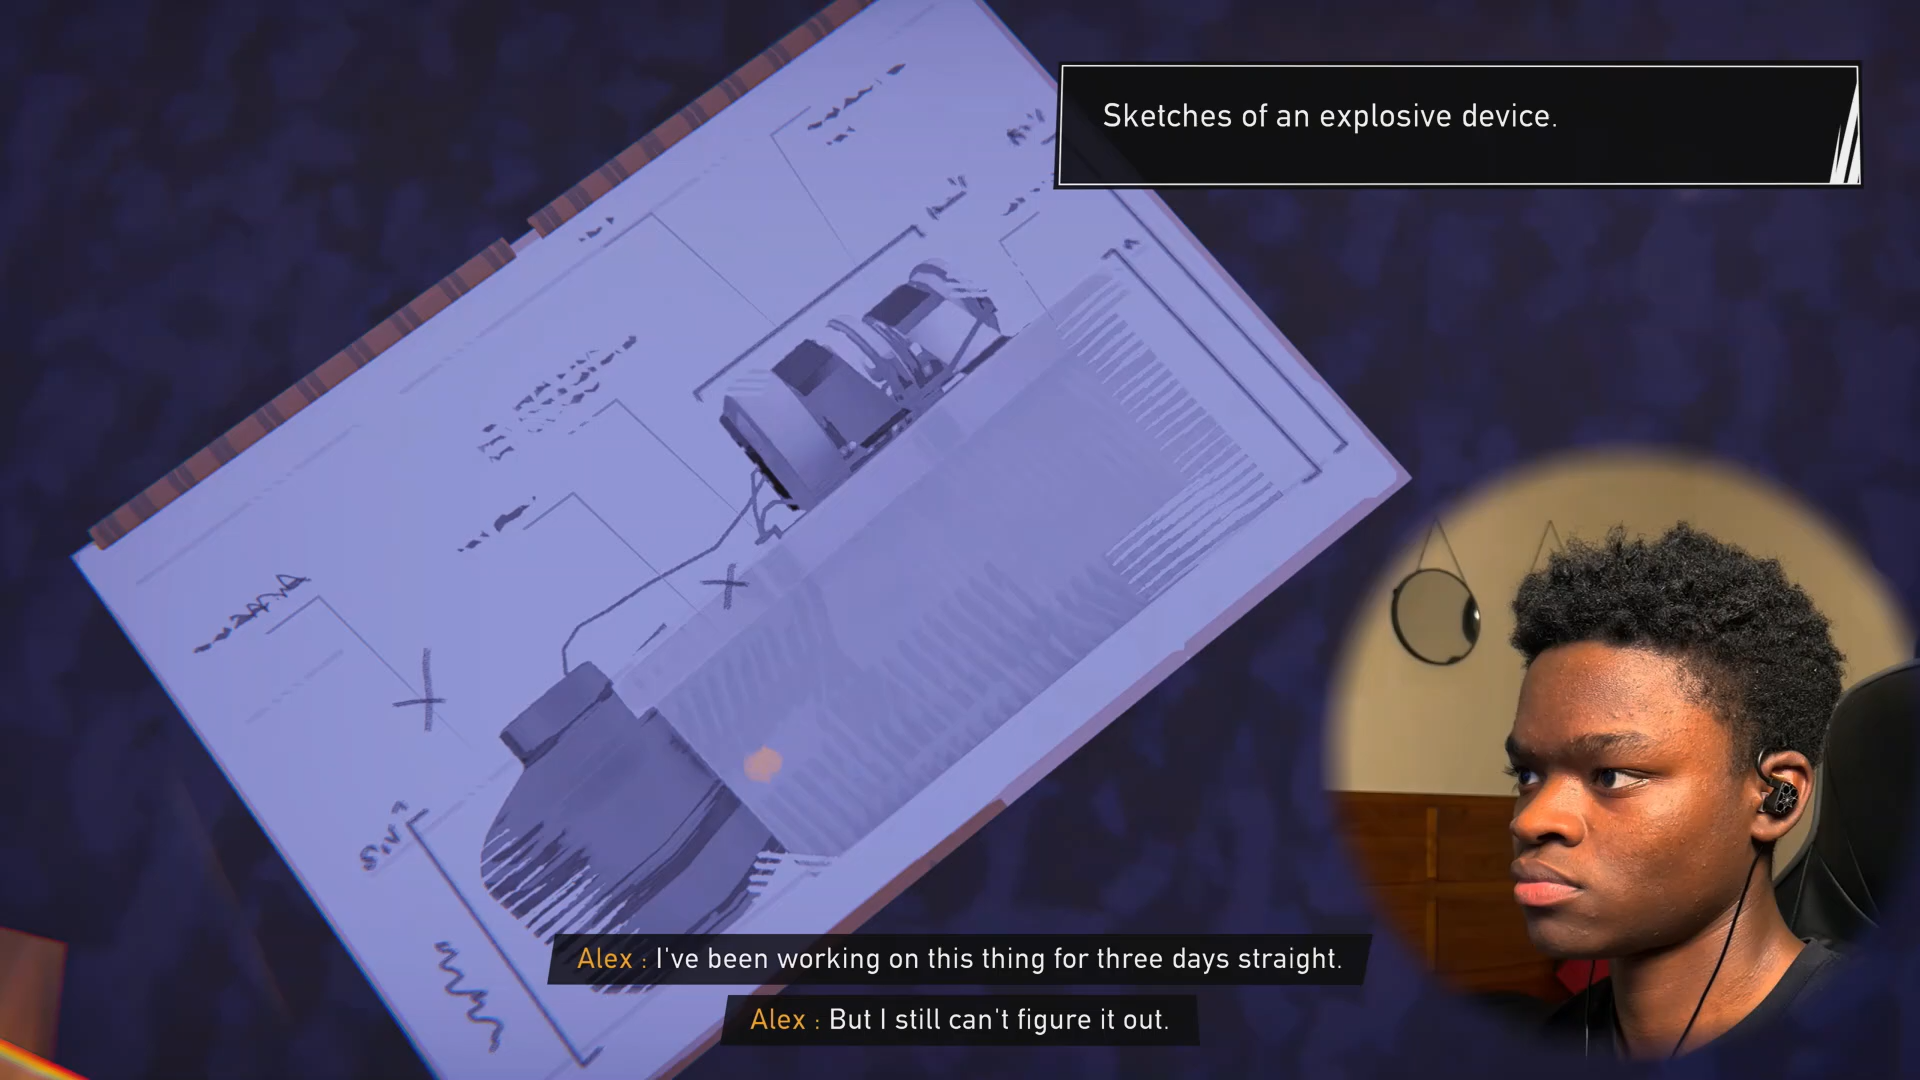 Sketches of an explosive device.
Alex : I've been working on this thing for three days straight.
Alex : But I still can't figure it out.